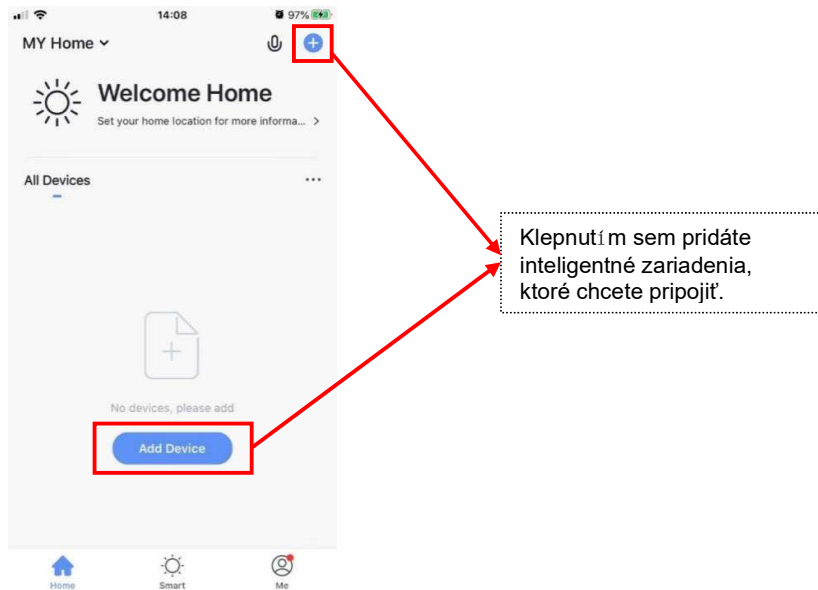 14:08
97%
MY Home
Welcome Home
Set your home location for more informa...
All Devices
Klepnutím sem pridáte
inteligentné zariadenia,
ktoré chcete pripojiť.
No devices, please add
Add Device
Home
Smart
Me